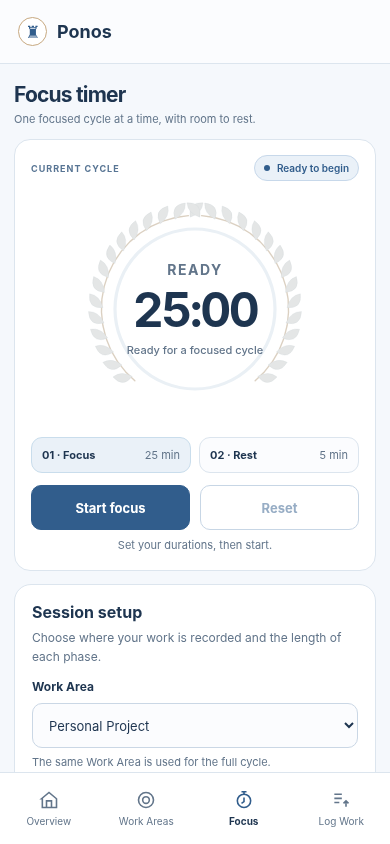 Ponos
Focus timer
One focused cycle at a time, with room to rest.
CURRENT CYCLE
Ready to begin
READY
25:00
Ready for a focused cycle
01 · Focus
25 min
02 · Rest
5 min
Start focus
Reset
Set your durations, then start.
Session setup
Choose where your work is recorded and the length of
each phase.
Work Area
Personal Project
The same Work Area is used for the full cycle.
Overview
Work Areas
Focus
Log Work